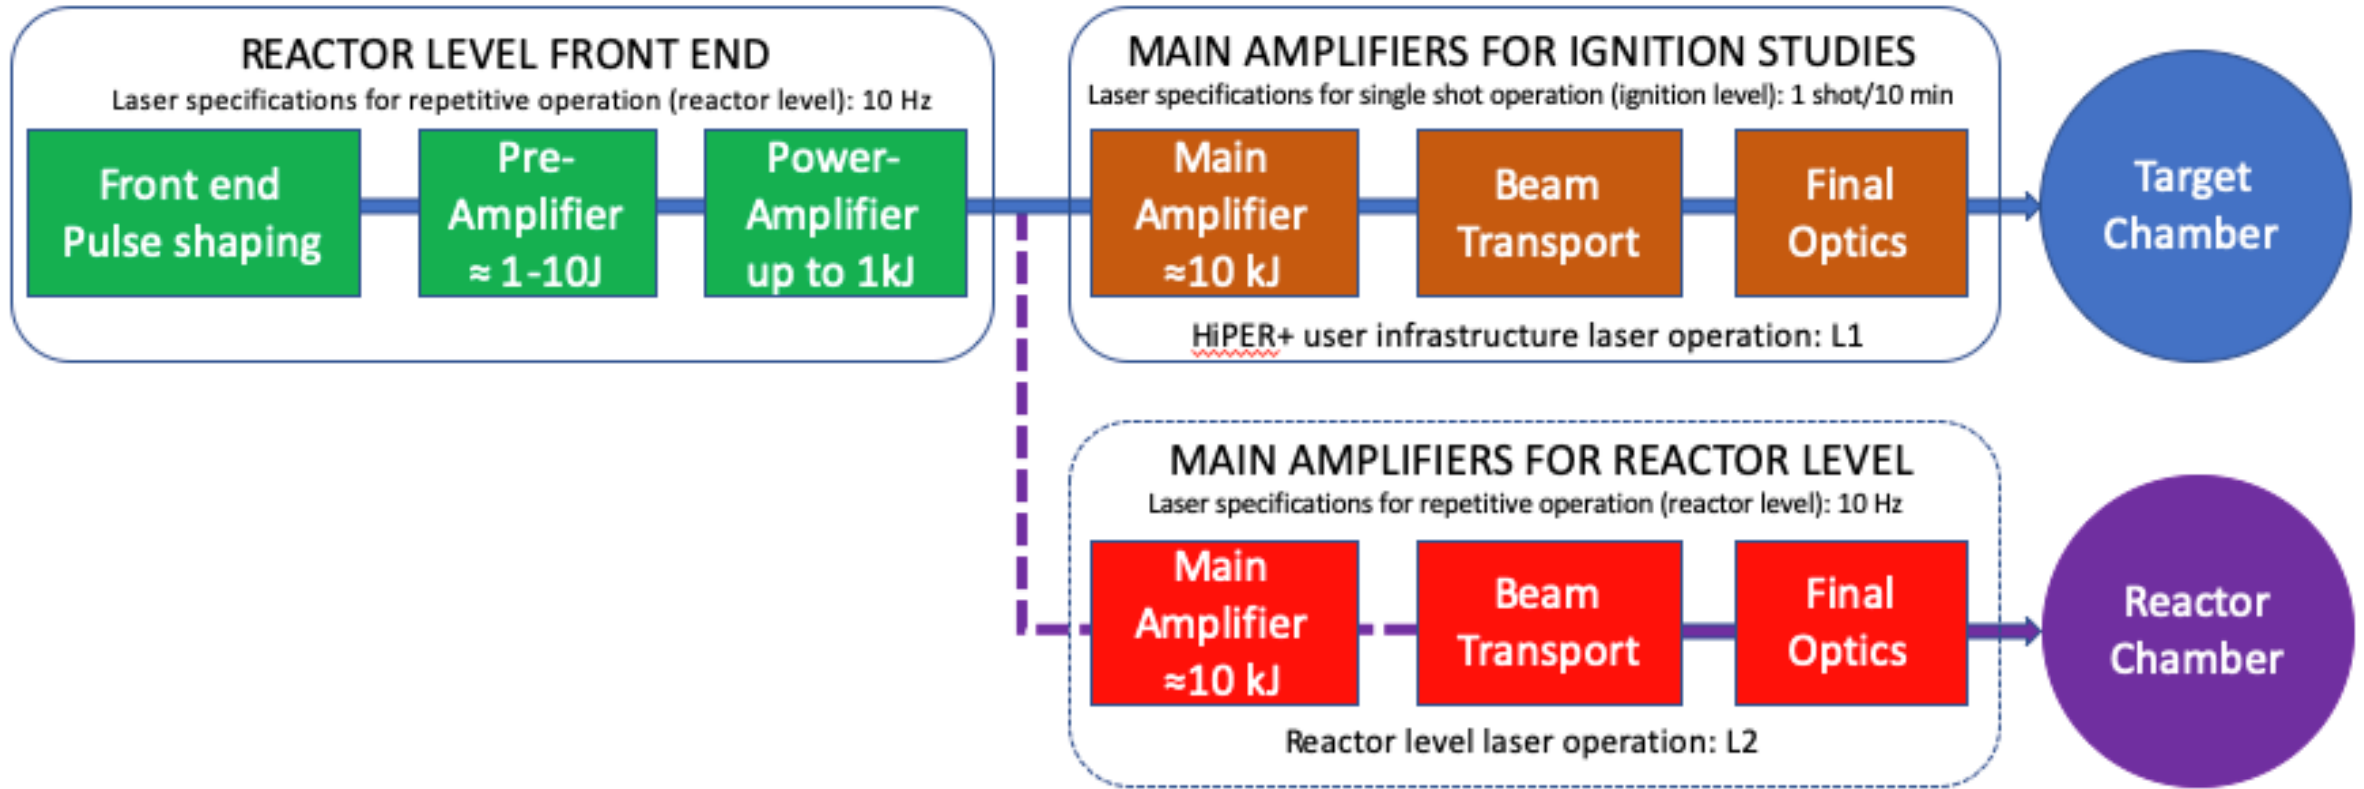 REACTOR LEVEL FRONT END
Laser specifications for repetitive operation (reactor level): 10 Hz
Front end
Pulse shaping
Pre-
Amplifier
≈ 1-10J
Power-
Amplifier
up to 1kJ
MAIN AMPLIFIERS FOR IGNITION STUDIES
Laser specifications for single shot operation (ignition level): 1 shot/10 min
Main
Amplifier
≈10 kJ
Beam
Transport
Final
Optics
HiPER+ user infrastructure laser operation: L1
Target
Chamber
MAIN AMPLIFIERS FOR REACTOR LEVEL
Laser specifications for repetitive operation (reactor level): 10 Hz
Main
Amplifier
≈10 kJ
Beam
Transport
Final
Optics
Reactor level laser operation: L2
Reactor
Chamber